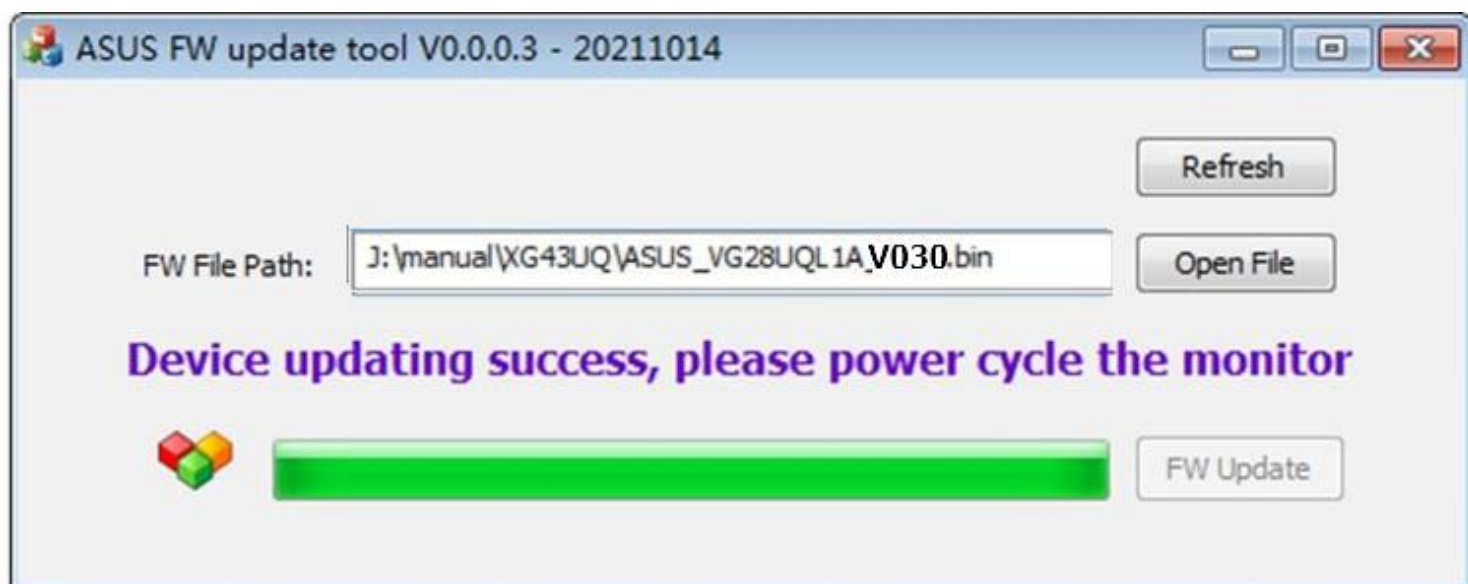 ASUS FW update tool V0.0.0.3 - 20211014
Refresh
FW File Path: J:\manual\XG43UQ\ASUS_VG28UQL1A_V030.bin Open File
Device updating success, please power cycle the monitor
FW Update